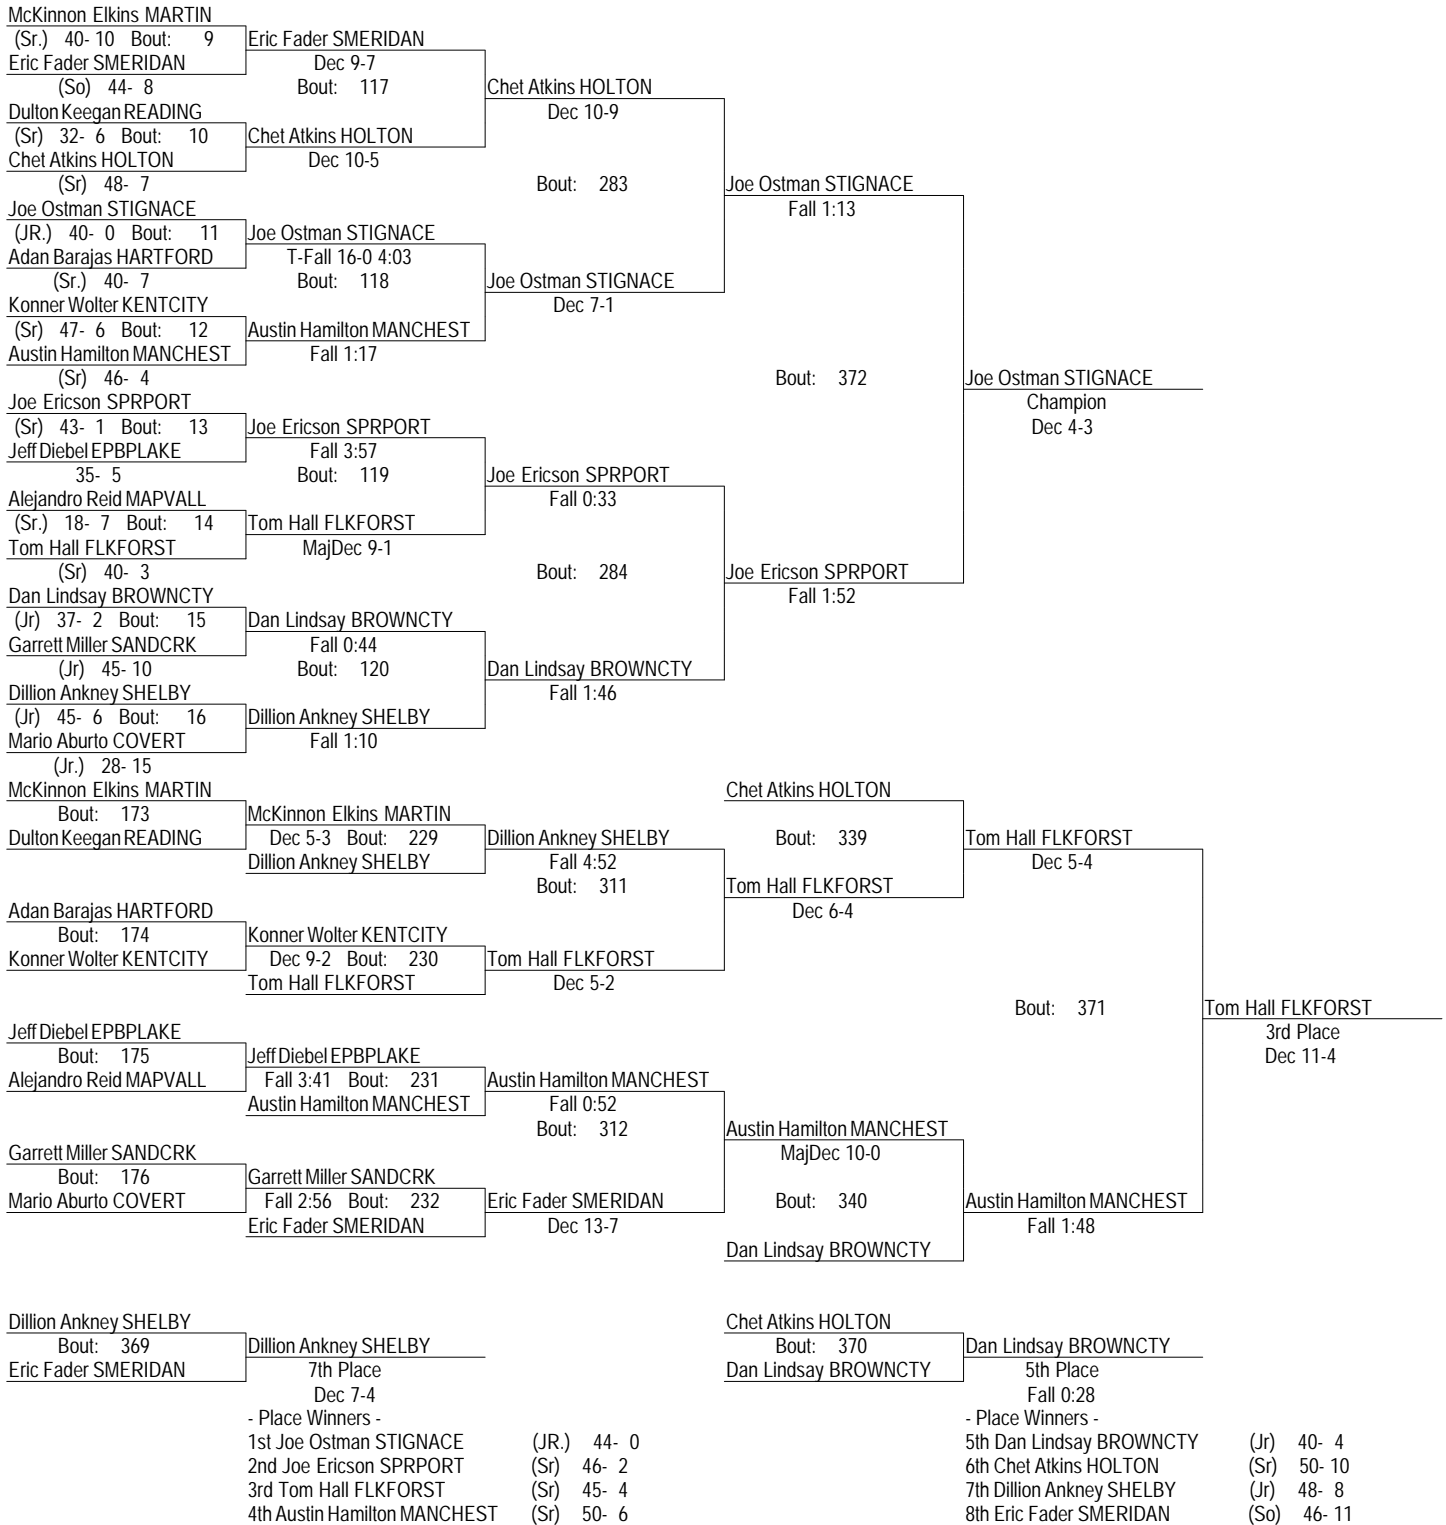 McKinnon Elkins MARTIN
(Sr.) 40- 10 Bout: 9 Eric Fader SMERIDAN
Eric Fader SMERIDAN Dec 9-7
(So) 44- 8 Bout: 117 Chet Atkins HOLTON
Dulton Keegan READING Dec 10-9
(Sr) 32- 6 Bout: 10 Chet Atkins HOLTON
Chet Atkins HOLTON Dec 10-5
(Sr) 48- 7 Bout: 283 Joe Ostman STIGNACE
Joe Ostman STIGNACE Fall 1:13
(JR.) 40- 0 Bout: 11 Joe Ostman STIGNACE
Adan Barajas HARTFORD T-Fall 16-0 4:03
(Sr.) 40- 7 Bout: 118 Joe Ostman STIGNACE
Konner Wolter KENTCITY Dec 7-1
(Sr) 47- 6 Bout: 12 Austin Hamilton MANCHEST
Austin Hamilton MANCHEST Fall 1:17
(Sr) 46- 4 Bout: 372 Joe Ostman STIGNACE
Joe Ericson SPRPORT Champion
(Sr) 43- 1 Bout: 13 Joe Ericson SPRPORT Dec 4-3
Jeff Diebel EPBPLAKE Fall 3:57
35- 5 Bout: 119 Joe Ericson SPRPORT
Alejandro Reid MAPVALL Fall 0:33
(Sr.) 18- 7 Bout: 14 Tom Hall FLKFORST
Tom Hall FLKFORST MajDec 9-1
(Sr) 40- 3 Bout: 284 Joe Ericson SPRPORT
Dan Lindsay BROWNCTY Fall 1:52
(Jr) 37- 2 Bout: 15 Dan Lindsay BROWNCTY
Garrett Miller SANDCRK Fall 0:44
(Jr) 45- 10 Bout: 120 Dan Lindsay BROWNCTY
Dillion Ankney SHELBY Fall 1:46
(Jr) 45- 6 Bout: 16 Dillion Ankney SHELBY
Mario Aburto COVERT Fall 1:10
(Jr.) 28- 15
McKinnon Elkins MARTIN Chet Atkins HOLTON
Bout: 173 McKinnon Elkins MARTIN
Dulton Keegan READING Dec 5-3 Bout: 229 Dillion Ankney SHELBY Bout: 339 Tom Hall FLKFORST
Dillion Ankney SHELBY Fall 4:52 Dec 5-4
Bout: 311 Tom Hall FLKFORST
Adan Barajas HARTFORD Dec 6-4
Bout: 174 Konner Wolter KENTCITY
Konner Wolter KENTCITY Dec 9-2 Bout: 230 Tom Hall FLKFORST
Tom Hall FLKFORST Dec 5-2
Bout: 371 Tom Hall FLKFORST
Jeff Diebel EPBPLAKE 3rd Place
Bout: 175 Jeff Diebel EPBPLAKE Dec 11-4
Alejandro Reid MAPVALL Fall 3:41 Bout: 231 Austin Hamilton MANCHEST
Austin Hamilton MANCHEST Fall 0:52
Bout: 312 Austin Hamilton MANCHEST
Garrett Miller SANDCRK MajDec 10-0
Bout: 176 Garrett Miller SANDCRK
Mario Aburto COVERT Fall 2:56 Bout: 232 Eric Fader SMERIDAN Bout: 340 Austin Hamilton MANCHEST
Eric Fader SMERIDAN Dec 13-7 Fall 1:48
Dan Lindsay BROWNCTY
Dillion Ankney SHELBY Chet Atkins HOLTON
Bout: 369 Dillion Ankney SHELBY Bout: 370 Dan Lindsay BROWNCTY
Eric Fader SMERIDAN 7th Place Dan Lindsay BROWNCTY 5th Place
Dec 7-4 Fall 0:28
- Place Winners - - Place Winners -
1st Joe Ostman STIGNACE (JR.) 44- 0 5th Dan Lindsay BROWNCTY (Jr) 40- 4
2nd Joe Ericson SPRPORT (Sr) 46- 2 6th Chet Atkins HOLTON (Sr) 50- 10
3rd Tom Hall FLKFORST (Sr) 45- 4 7th Dillion Ankney SHELBY (Jr) 48- 8
4th Austin Hamilton MANCHEST (Sr) 50- 6 8th Eric Fader SMERIDAN (So) 46- 11